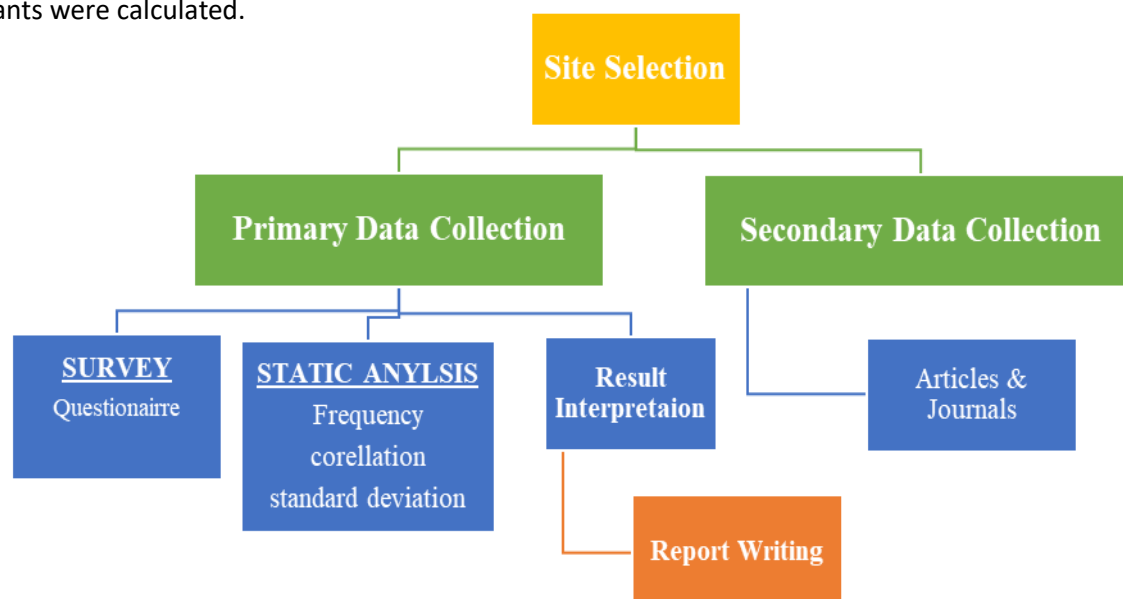 ants were calculated.
Site Selection
Primary Data Collection
Secondary Data Collection
SURVEY
Questionairre
STATIC ANYLSIS
Frequency
corellation
standard deviation
Result
Interpretaion
Articles &
Journals
Report Writing